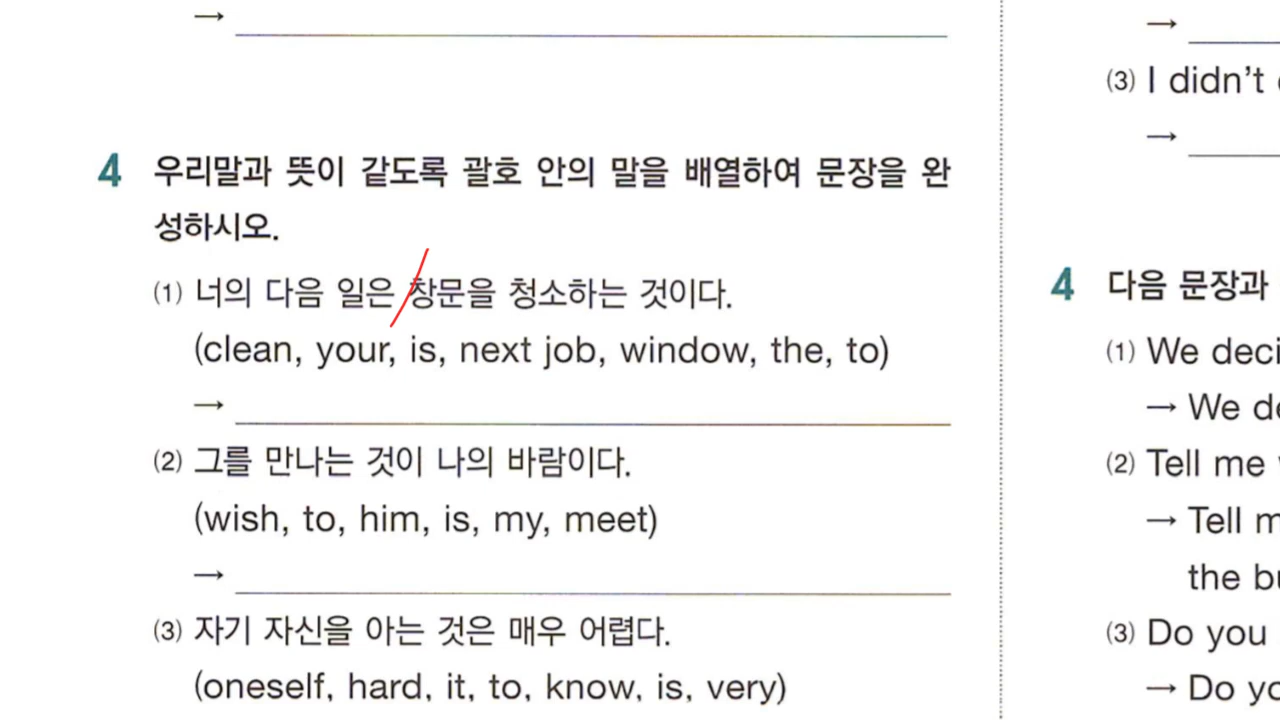 →
4 우리말과 뜻이 같도록 괄호 안의 말을 배열하여 문장을 완
성하시오.
(1) 너의 다음 일은 창문을 청소하는 것이다.
(clean, your, is, next job, window, the, to)
→
(2) 그를 만나는 것이 나의 바람이다.
(wish, to, him, is, my, meet)
→
(3) 자기 자신을 아는 것은 매우 어렵다.
(oneself, hard, it, to, know, is, very)
→
(3) I didn't
→
4 다음 문장과
(1) We deci
→ We de
(2) Tell me
→ Tell m
the bu
(3) Do you
→ Do yo